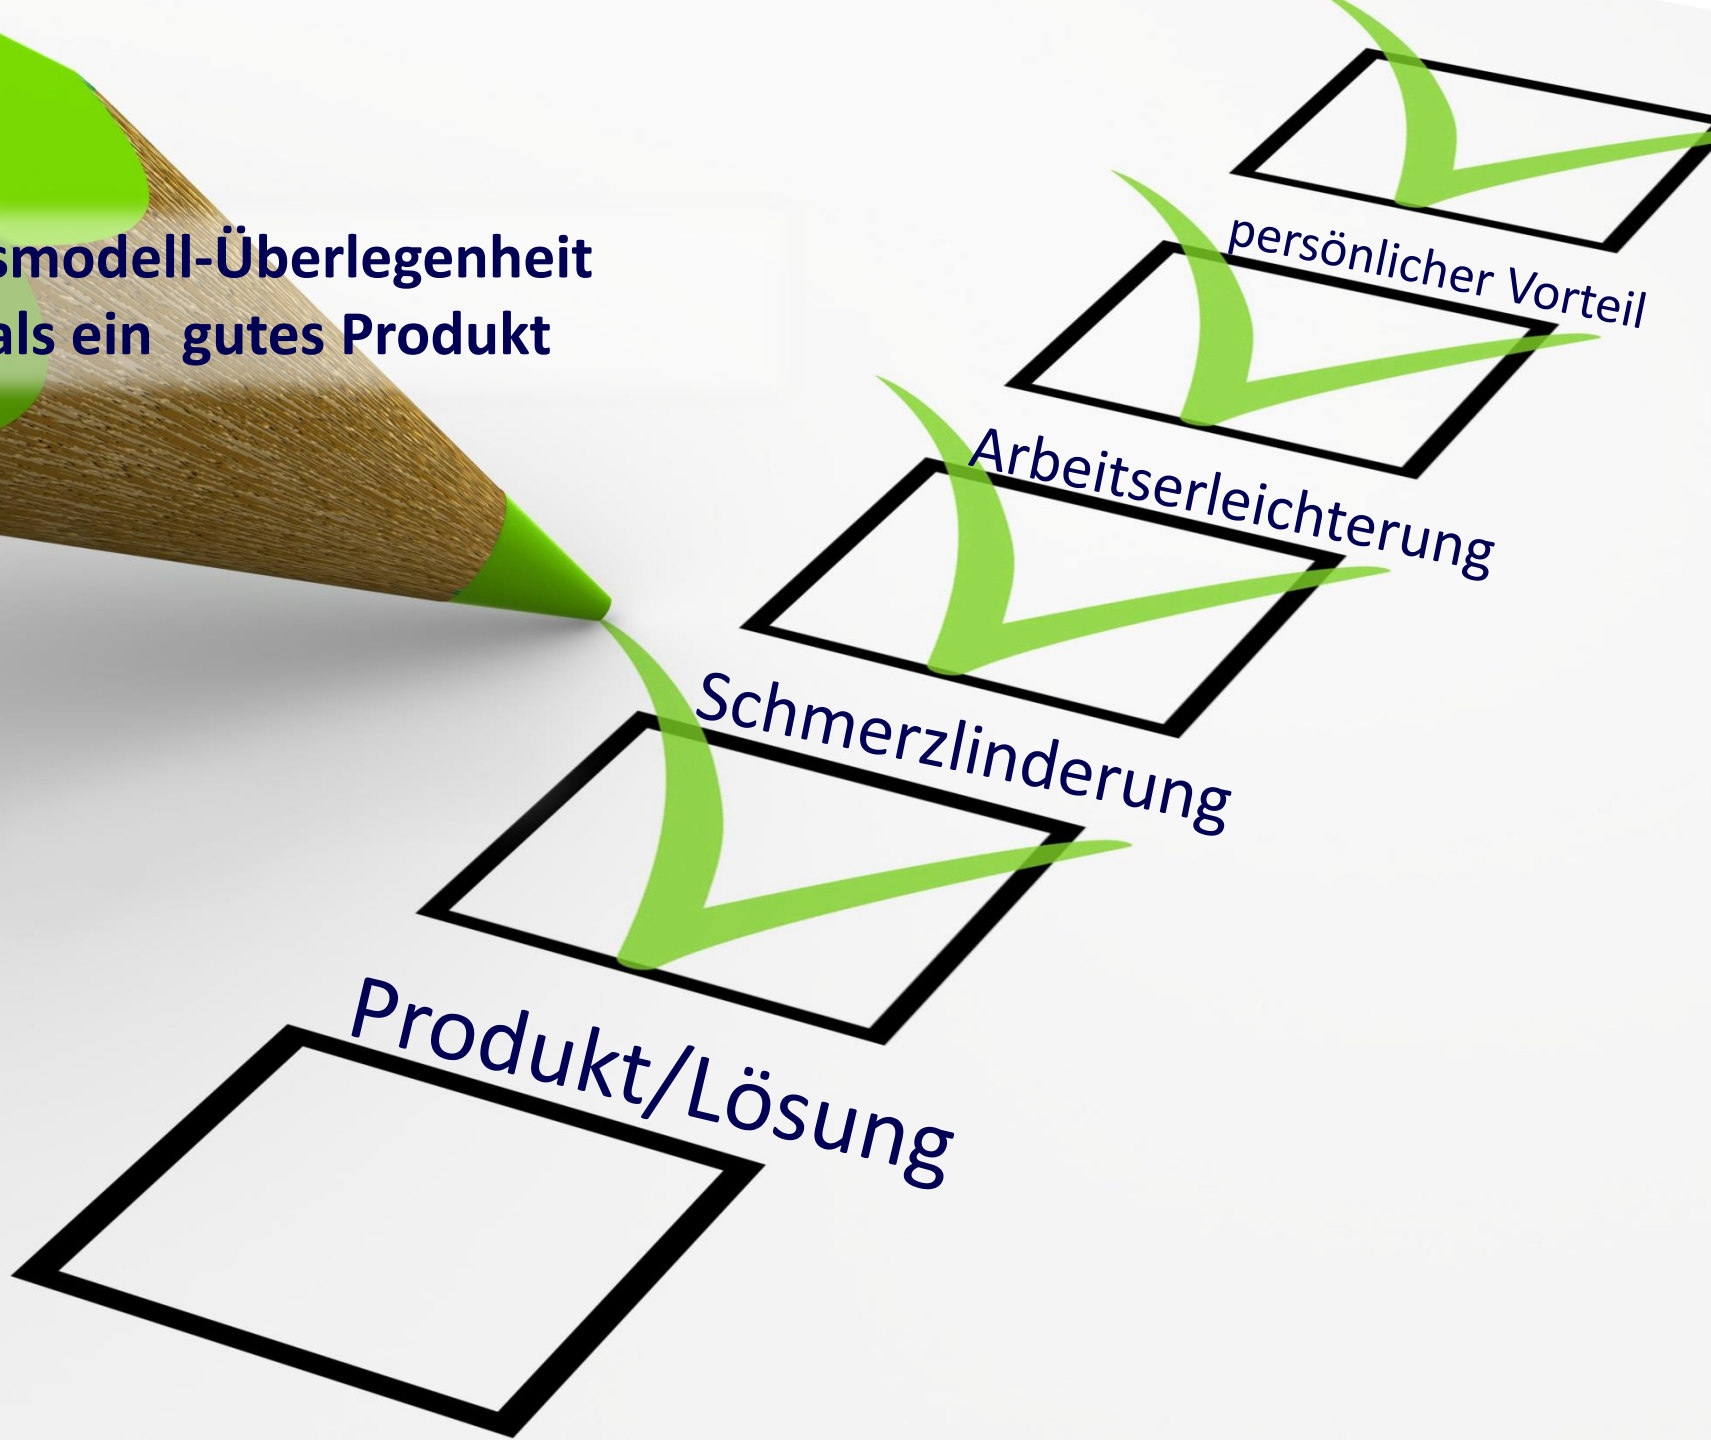 smodell-Überlegenheit
als ein gutes Produkt
persönlicher Vorteil
Arbeitserleichterung
Schmerzlinderung
Produkt/Lösung